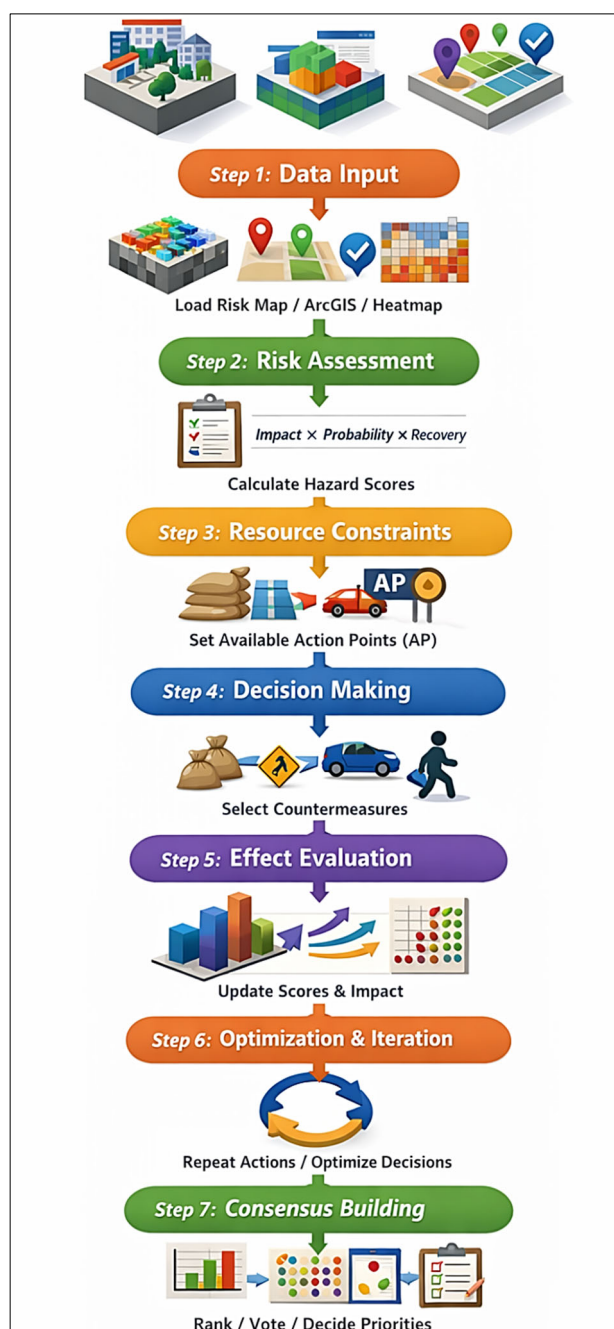 Step 1: Data Input
Load Risk Map / ArcGIS / Heatmap
Step 2: Risk Assessment
Impact × Probability × Recovery
Calculate Hazard Scores
Step 3: Resource Constraints
AP
Set Available Action Points (AP)
Step 4: Decision Making
Select Countermeasures
Step 5: Effect Evaluation
Update Scores & Impact
Step 6: Optimization & Iteration
Repeat Actions / Optimize Decisions
Step 7: Consensus Building
Rank / Vote / Decide Priorities